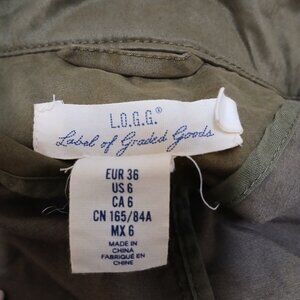 L.O.G.G.®
Label of Graded Goods
EUR 36
US 6
CA 6
CN 165/84A
MX 6
MADE IN
CHINA
FABRIQUÉ EN
CHINE